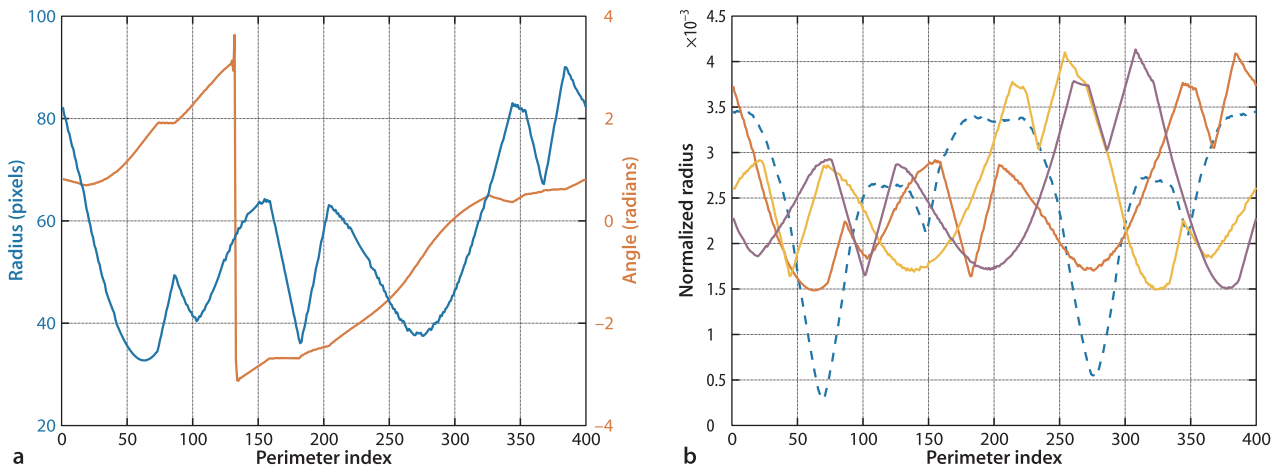 100
80
60
40
20
Radius (pixels)
0 50 100 150 200 250 300 350 400
Perimeter index
4
2
0
−2
−4
Angle (radians)
a
×10⁻³
4.5
4
3.5
3
2.5
2
1.5
1
0.5
0
Normalized radius
0 50 100 150 200 250 300 350 400
Perimeter index
b